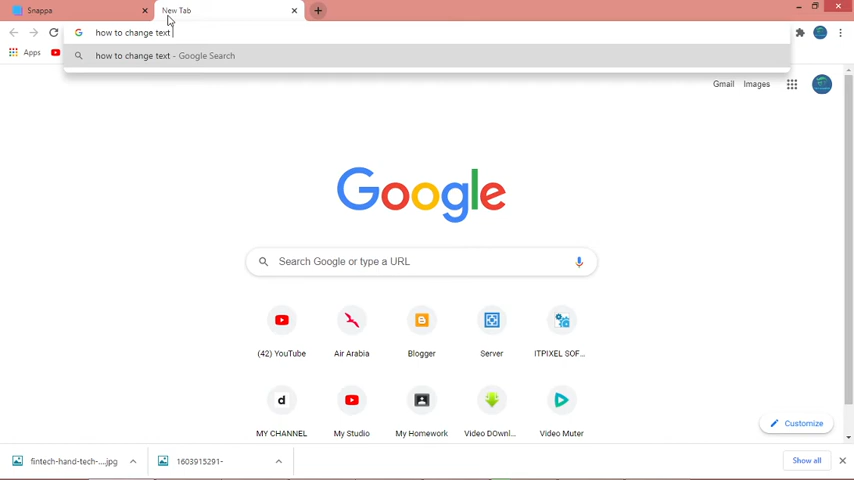 Snappa
New Tab
how to change text
Apps
how to change text - Google Search
Gmail
Images
Google
Search Google or type a URL
(42) YouTube
Air Arabia
Blogger
Server
ITPIXEL SOF...
d
MY CHANNEL
My Studio
My Homework
Video DOwnl...
Video Muter
Customize
fintech-hand-tech-....jpg
1603915291-
Show all